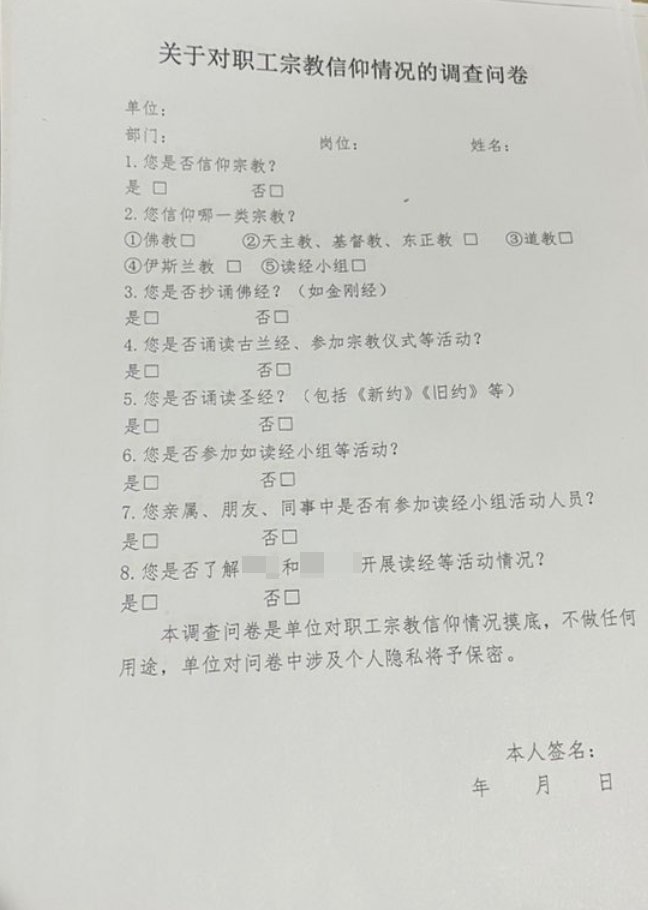 关于对职工宗教信仰情况的调查问卷
单位：
部门： 岗位： 姓名：
1.您是否信仰宗教？
是 □ 否□
2.您信仰哪一类宗教？
①佛教□ ②天主教、基督教、东正教 □ ③道教□
④伊斯兰教 □ ⑤读经小组□
3.您是否抄诵佛经？（如金刚经）
是□ 否□
4.您是否诵读古兰经、参加宗教仪式等活动？
是□ 否□
5.您是否诵读圣经？（包括《新约》《旧约》等）
是□ 否□
6.您是否参加如读经小组等活动？
是□ 否□
7.您亲属、朋友、同事中是否有参加读经小组活动人员？
是□ 否□
8.您是否了解 和 开展读经等活动情况？
是□ 否□
本调查问卷是单位对职工宗教信仰情况摸底，不做任何
用途，单位对问卷中涉及个人隐私将予保密。
本人签名：
年 月 日